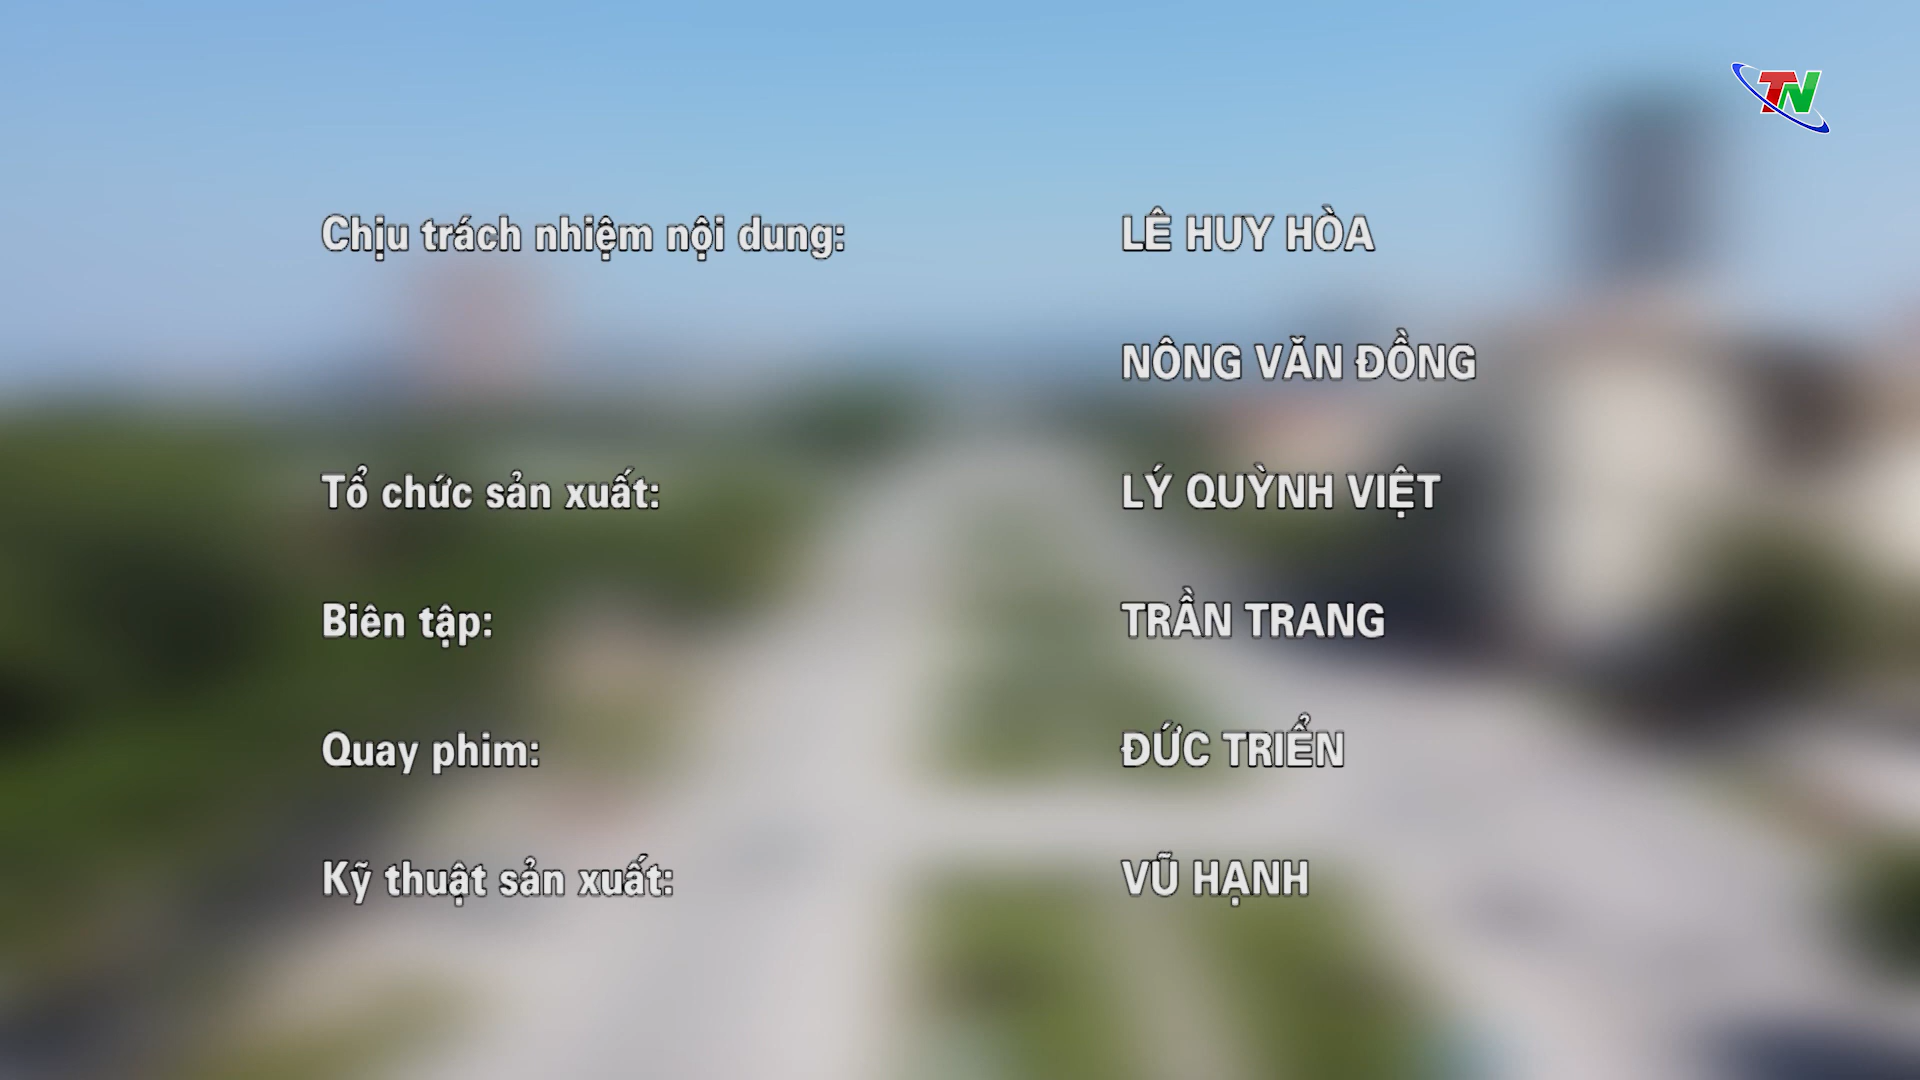 TN
Chịu trách nhiệm nội dung: LÊ HUY HÒA
NÔNG VĂN ĐỒNG
Tổ chức sản xuất: LÝ QUỲNH VIỆT
Biên tập: TRẦN TRANG
Quay phim: ĐỨC TRIỂN
Kỹ thuật sản xuất: VŨ HẠNH